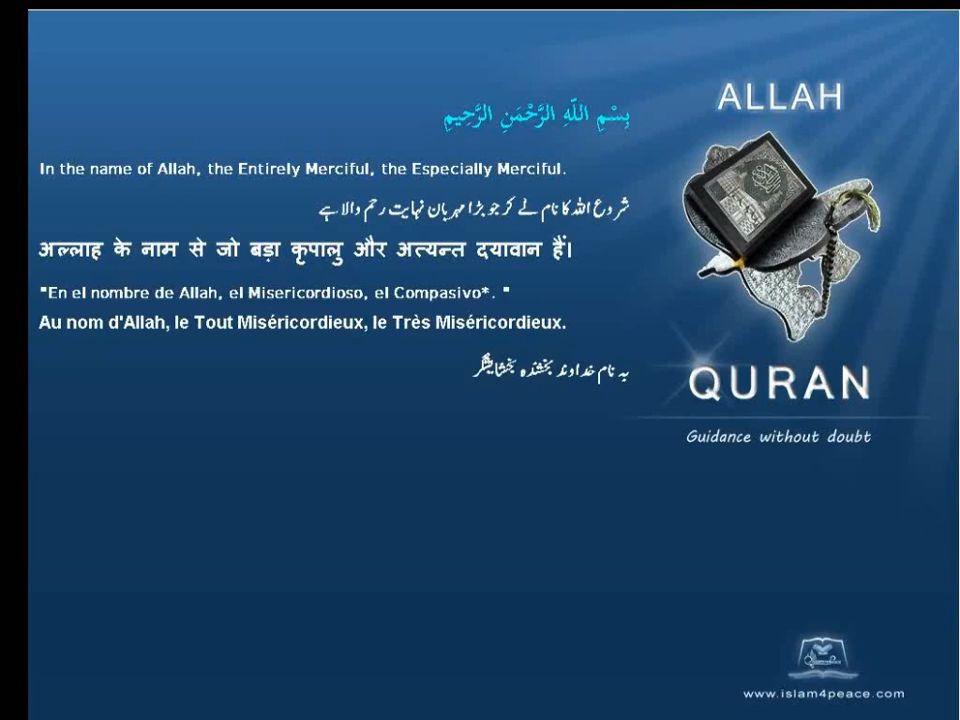 بِسْمِ اللَّهِ الرَّحْمَنِ الرَّحِيمِ
In the name of Allah, the Entirely Merciful, the Especially Merciful.
شروع الله کا نام لے کر جو بڑا مہربان نہایت رحم والا ہے
अल्लाह के नाम से जो बड़ा कृपालु और अत्यन्त दयावान हैं।
"En el nombre de Allah, el Misericordioso, el Compasivo*. "
Au nom d'Allah, le Tout Miséricordieux, le Très Miséricordieux.
به نام خداوند بخشنده بخشایشگر
ALLAH
QURAN
Guidance without doubt
www.islam4peace.com